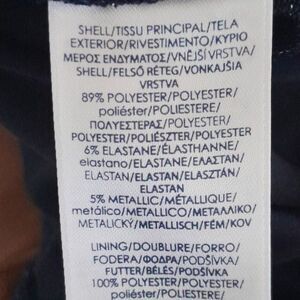 SHELL/TISSU PRINCIPAL/TELA
EXTERIOR/RIVESTIMENTO/ΚΥΡΙΟ
ΜΕΡΟΣ ΕΝΔΥΜΑΤΟΣ/VNĚJŠÍ VRSTVA/
SHELL/FELSŐ RÉTEG/VONKAJŠIA
VRSTVA
89% POLYESTER/POLYESTER/
poliéster/POLIESTERE/
ΠΟΛΥΕΣΤΕΡΑΣ/POLYESTER/
POLYESTER/POLIÉSZTER/POLYESTER
6% ELASTANE/ÉLASTHANNE/
elastano/ELASTANE/ΕΛΑΣΤΑΝ/
ELASTAN/ELASTAN/ELASZTÁN/
ELASTAN
5% METALLIC/MÉTALLIQUE/
metálico/METALLICO/ΜΕΤΑΛΛΙΚΟ/
METALICKÝ/METALLISCH/FÉM/KOV
LINING/DOUBLURE/FORRO/
FODERA/ΦΟΔΡΑ/PODŠÍVKA/
FUTTER/BÉLÉS/PODŠÍVKA
100% POLYESTER/POLYESTER/
poliéster/POLIESTERE/